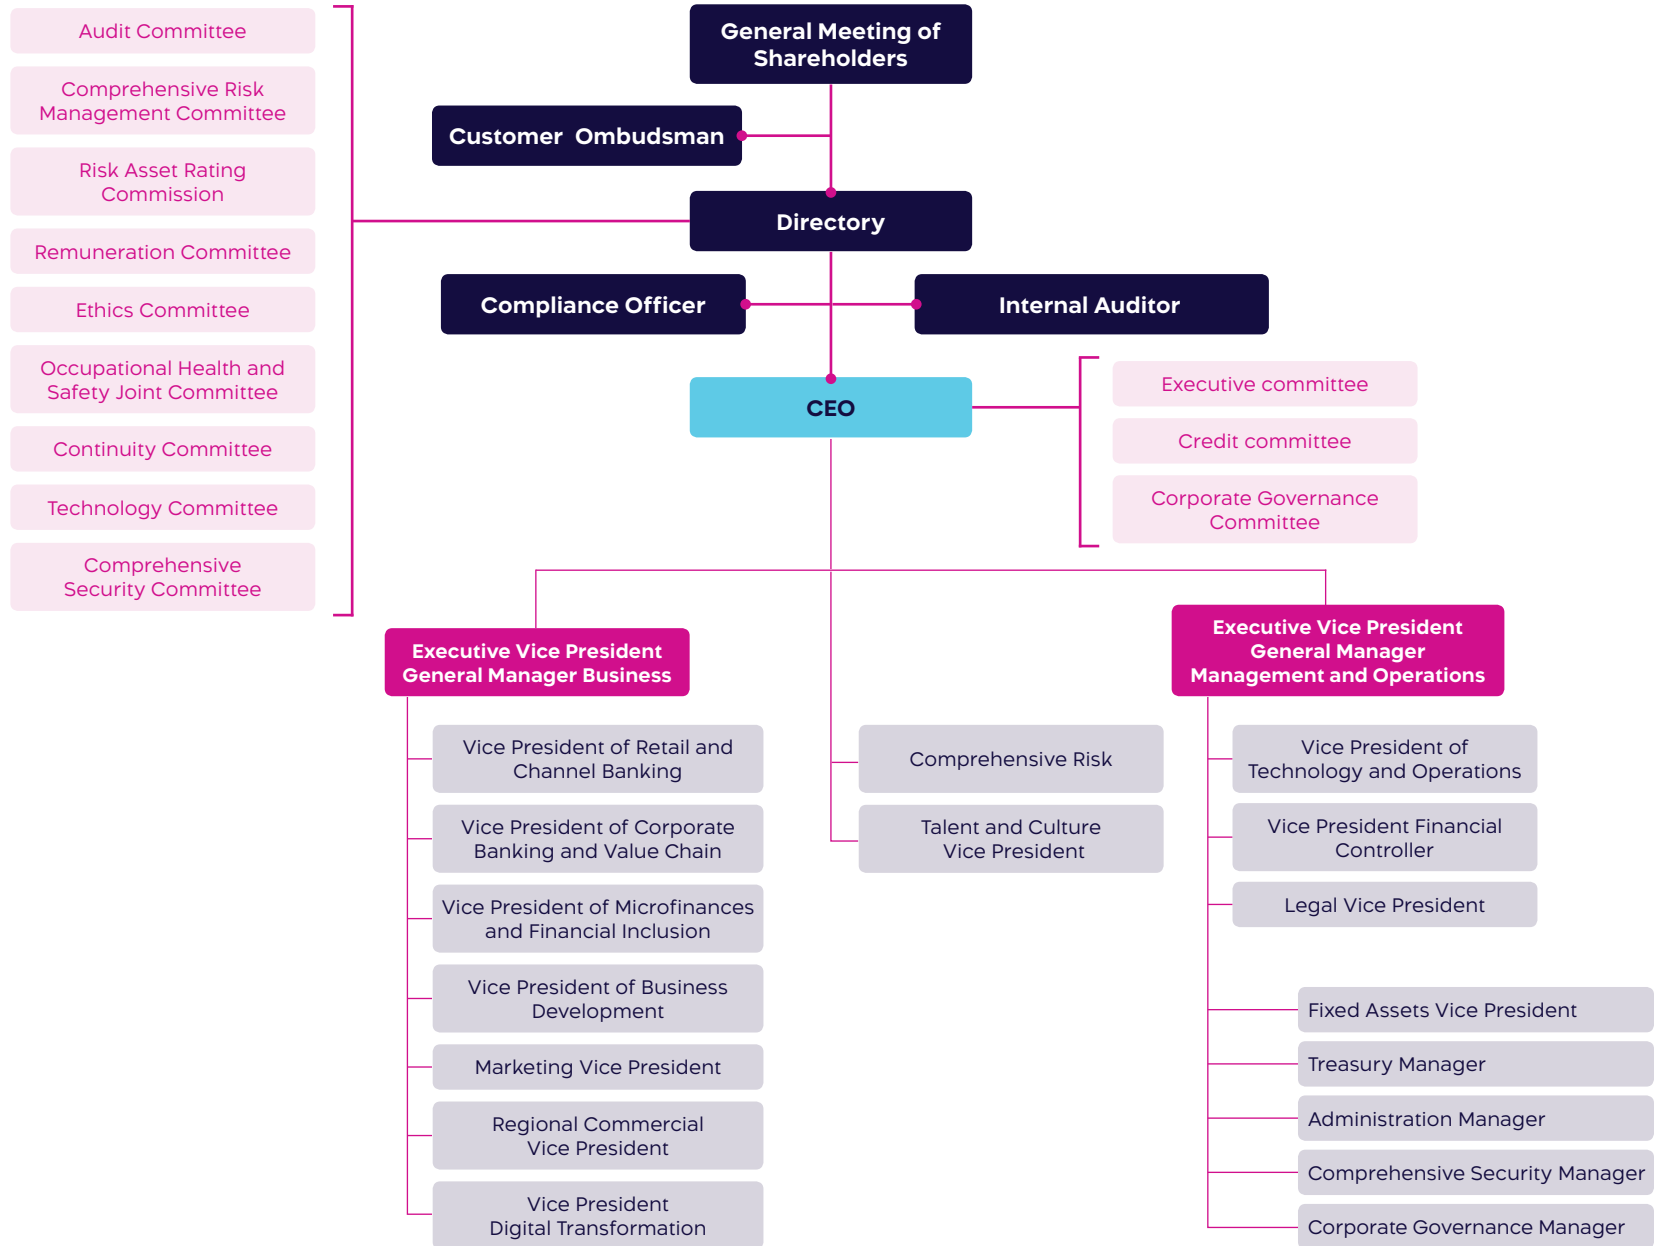 Audit Committee
Comprehensive Risk
Management Committee
Risk Asset Rating
Commission
Remuneration Committee
Ethics Committee
Occupational Health and
Safety Joint Committee
Continuity Committee
Technology Committee
Comprehensive
Security Committee
General Meeting of
Shareholders
Customer Ombudsman
Directory
Compliance Officer
Internal Auditor
CEO
Executive committee
Credit committee
Corporate Governance
Committee
Executive Vice President
General Manager Business
Vice President of Retail and
Channel Banking
Vice President of Corporate
Banking and Value Chain
Vice President of Microfinances
and Financial Inclusion
Vice President of Business
Development
Marketing Vice President
Regional Commercial
Vice President
Vice President
Digital Transformation
Comprehensive Risk
Talent and Culture
Vice President
Executive Vice President
General Manager
Management and Operations
Vice President of
Technology and Operations
Vice President Financial
Controller
Legal Vice President
Fixed Assets Vice President
Treasury Manager
Administration Manager
Comprehensive Security Manager
Corporate Governance Manager